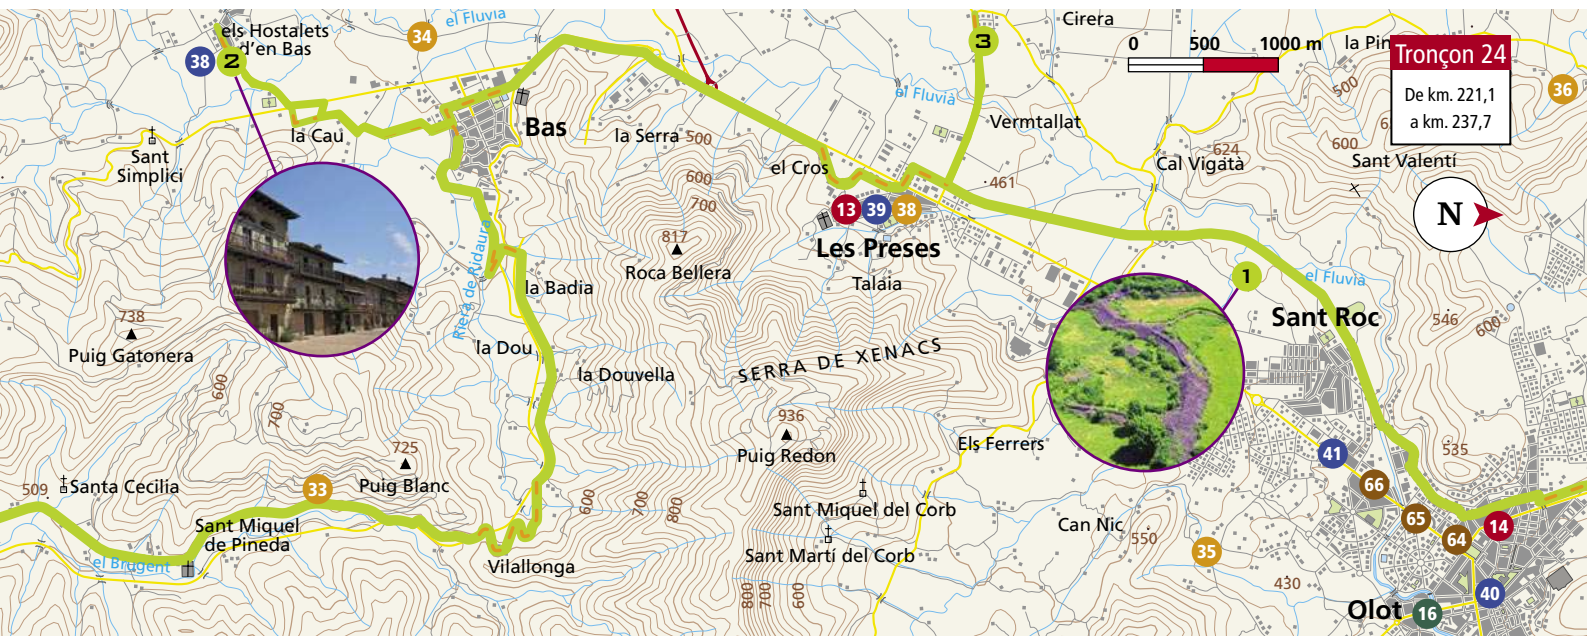 els Hostalets
d'en Bas
38
2
34
el Fluvià
3
Cirera
0 500 1000 m
la Pin
Tronçon 24
De km. 221,1
a km. 237,7
36
500
600
Sant Valentí
N
el Fluvià
Vermtallat
Cal Vigatà
624
la Cau
Bas
la Serra
500
600
700
el Cros
461
Sant
Simplici
13
39
38
Les Preses
Talaia
817
Roca Bellera
Riera de Ridaura
la Badia
1
el Fluvià
Sant Roc
546
600
738
Puig Gatonera
la Dou
la Douvella
SERRA DE XENACS
600
700
936
Puig Redon
Els Ferrers
725
Puig Blanc
41
66
535
65
64
14
509
Santa Cecilia
33
Sant Miquel
de Pineda
el Brugent
Vilallonga
600
700
800
Sant Miquel del Corb
Sant Martí del Corb
Can Nic
550
35
430
800
700
600
40
Olot
16